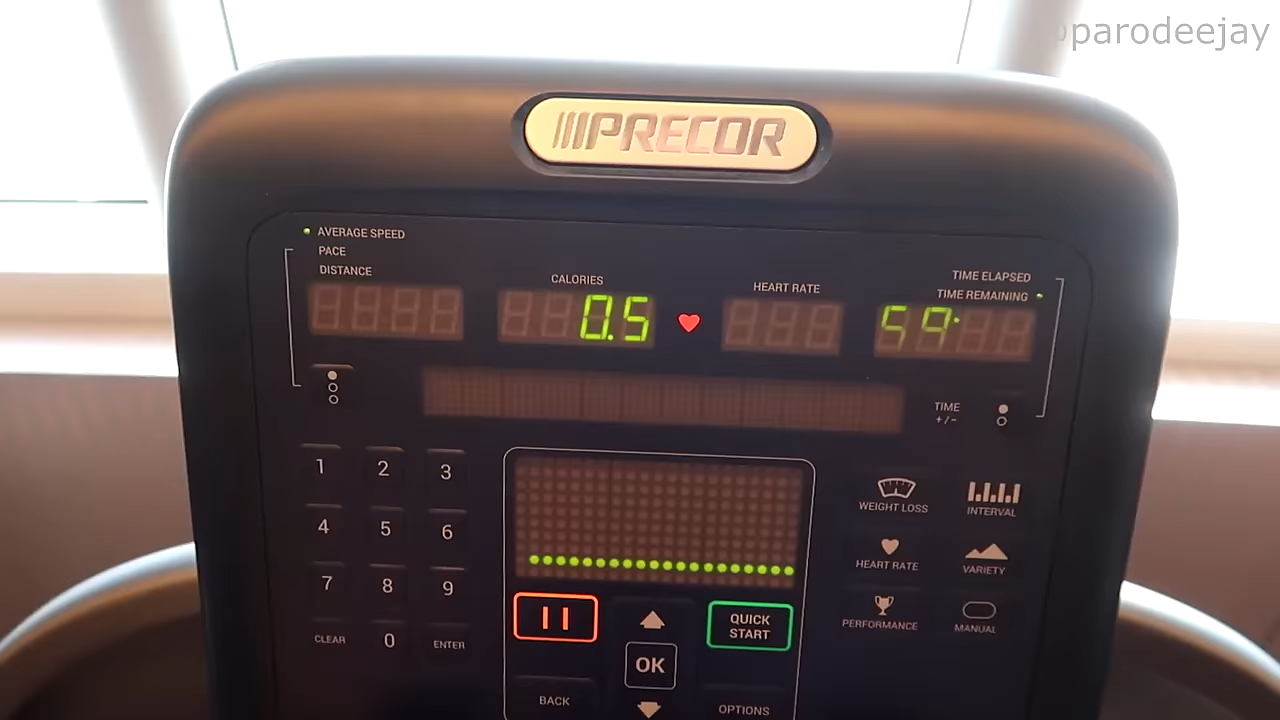 parodeejay
PRECOR
AVERAGE SPEED
PACE
DISTANCE
CALORIES
HEART RATE
TIME ELAPSED
TIME REMAINING
0.5
TIME
+/-
1 2 3
4 5 6
7 8 9
CLEAR 0 ENTER
WEIGHT LOSS
INTERVAL
HEART RATE
VARIETY
PERFORMANCE
MANUAL
QUICK
START
OK
BACK
OPTIONS